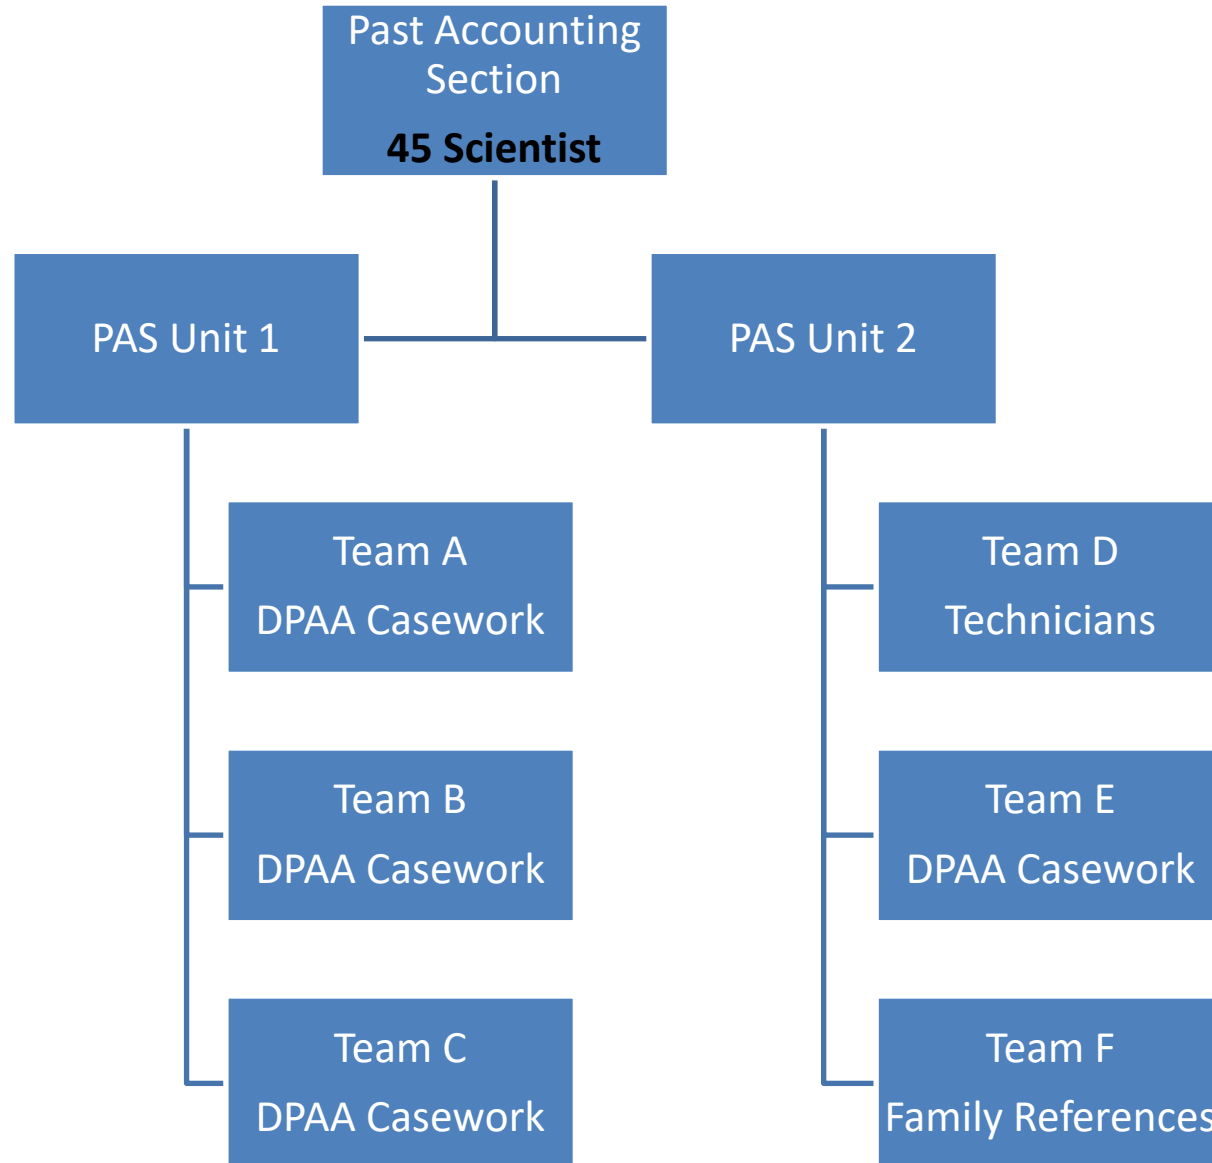 Past Accounting
Section
45 Scientist
PAS Unit 1
PAS Unit 2
Team A
DPAA Casework
Team B
DPAA Casework
Team C
DPAA Casework
Team D
Technicians
Team E
DPAA Casework
Team F
Family References